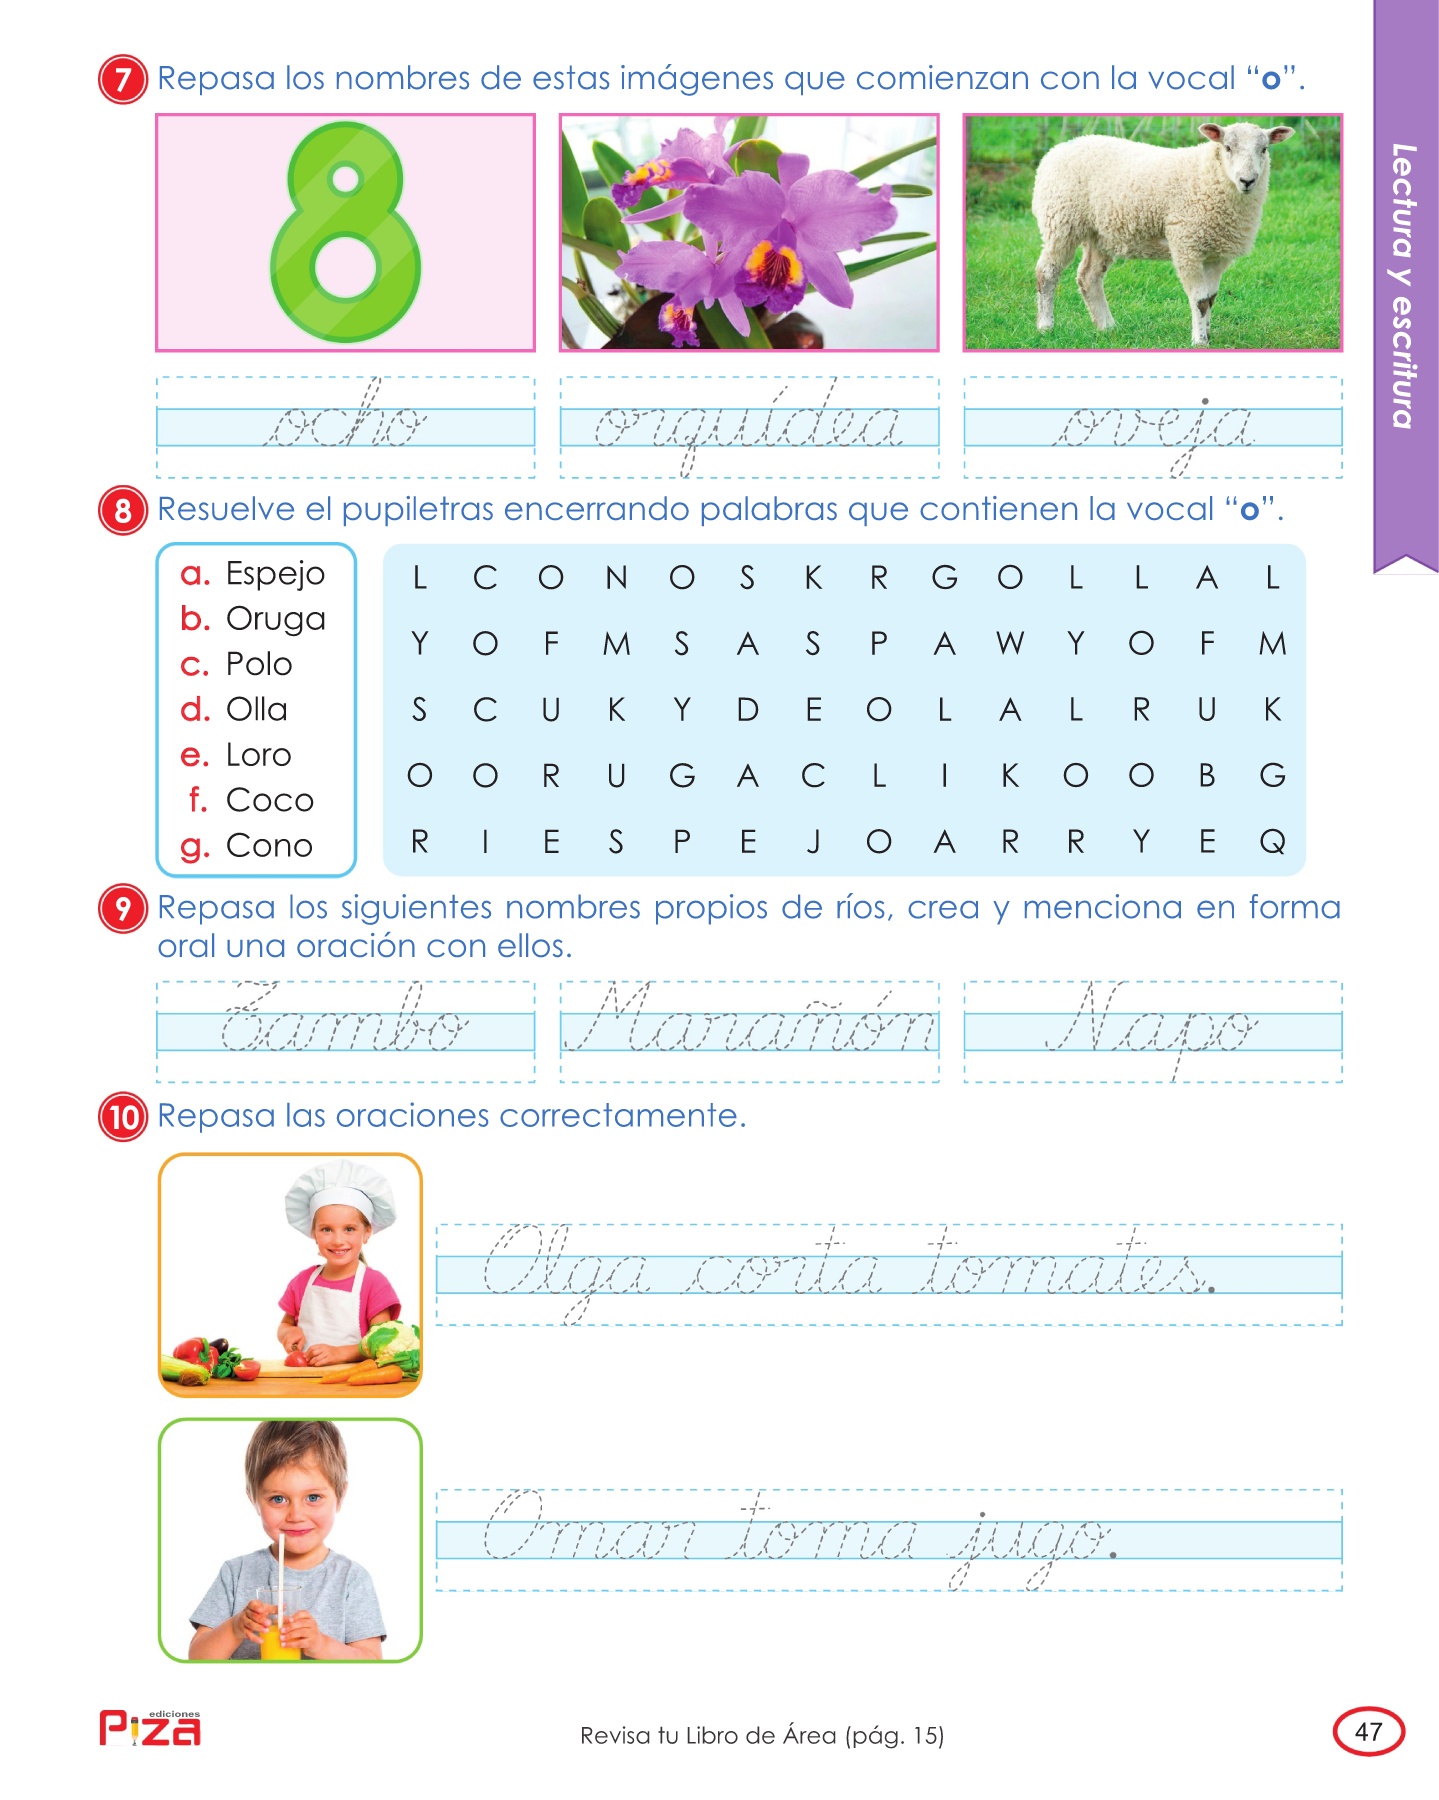 7 Repasa los nombres de estas imágenes que comienzan con la vocal “o”.
8
ocho orquídea oveja
8 Resuelve el pupiletras encerrando palabras que contienen la vocal “o”.
a. Espejo
b. Oruga
c. Polo
d. Olla
e. Loro
f. Coco
g. Cono
L C O N O S K R G O L L A L
Y O F M S A S P A W Y O F M
S C U K Y D E O L A L R U K
O O R U G A C L I K O O B G
R I E S P E J O A R R Y E Q
9 Repasa los siguientes nombres propios de ríos, crea y menciona en forma
oral una oración con ellos.
Zambo Marañón Napo
10 Repasa las oraciones correctamente.
Olga corta tomates.
Omar toma jugo.
Lectura y escritura
ediciones
Piza
Revisa tu Libro de Área (pág. 15)
47